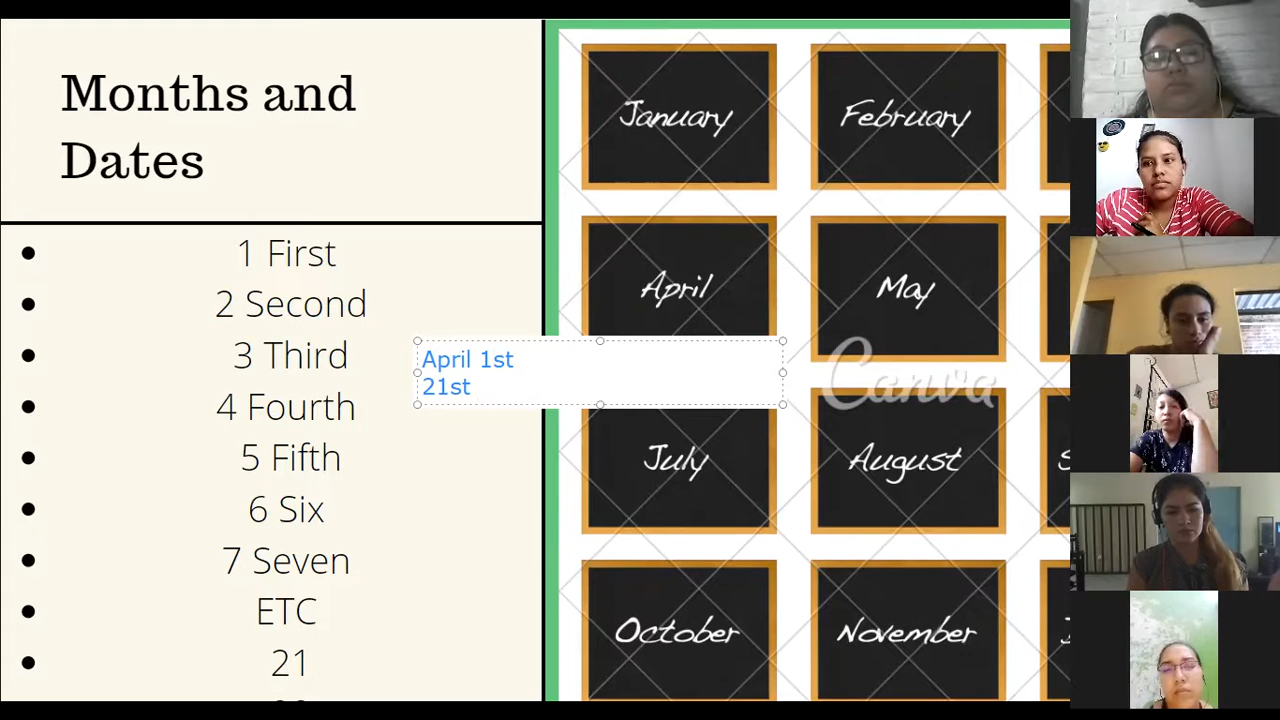 Months and
Dates
1 First
2 Second
3 Third
4 Fourth
5 Fifth
6 Six
7 Seven
ETC
21
January
February
April
May
April 1st
21st
Canva
July
August
October
November